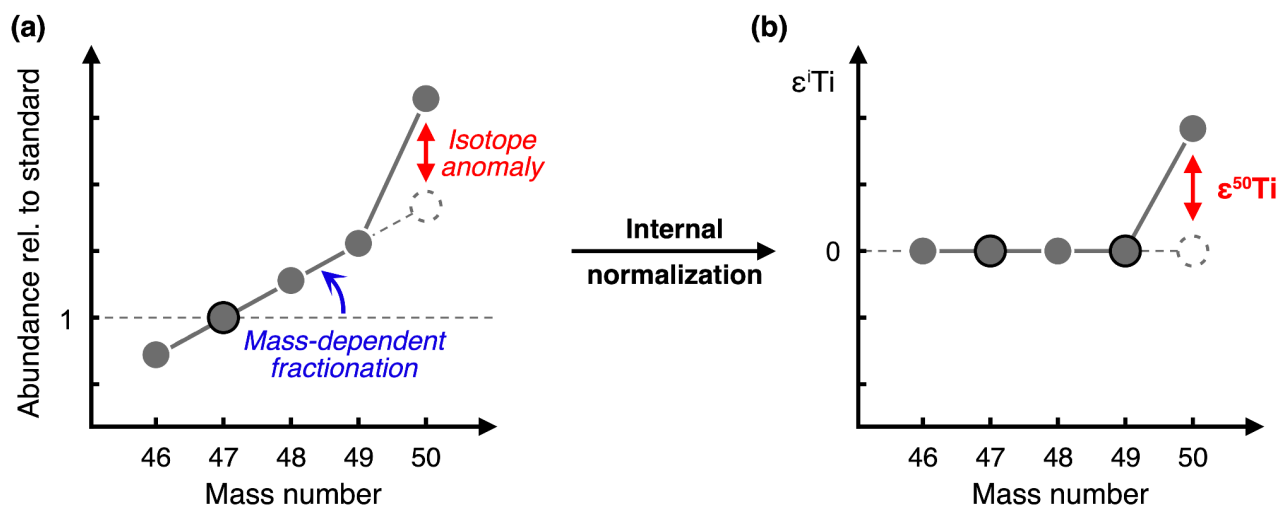 (a)
Abundance rel. to standard
1
Isotope
anomaly
Mass-dependent
fractionation
46 47 48 49 50
Mass number
Internal
normalization
(b)
εⁱTi
0
ε⁵⁰Ti
46 47 48 49 50
Mass number